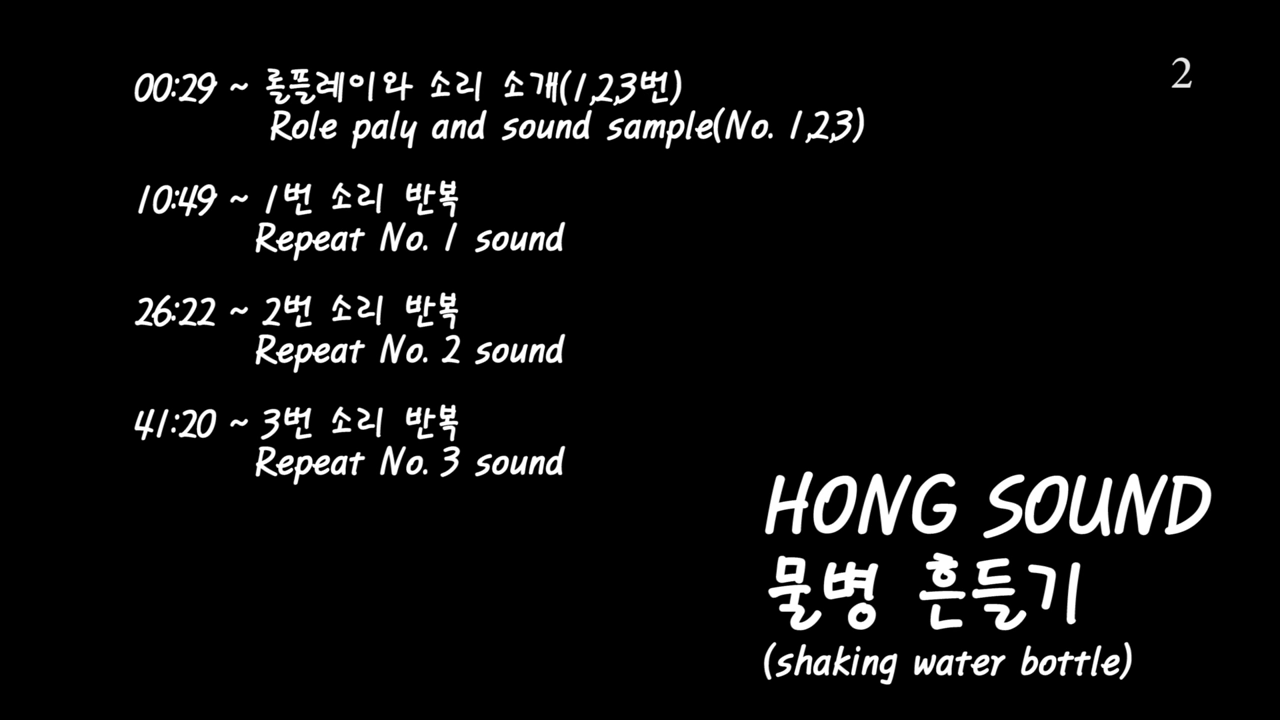 2
00:29 ~ 롤플레이와 소리 소개(1,2,3번)
Role paly and sound sample(No. 1,2,3)
10:49 ~ 1번 소리 반복
Repeat No. 1 sound
26:22 ~ 2번 소리 반복
Repeat No. 2 sound
41:20 ~ 3번 소리 반복
Repeat No. 3 sound
HONG SOUND
물병 흔들기
(shaking water bottle)